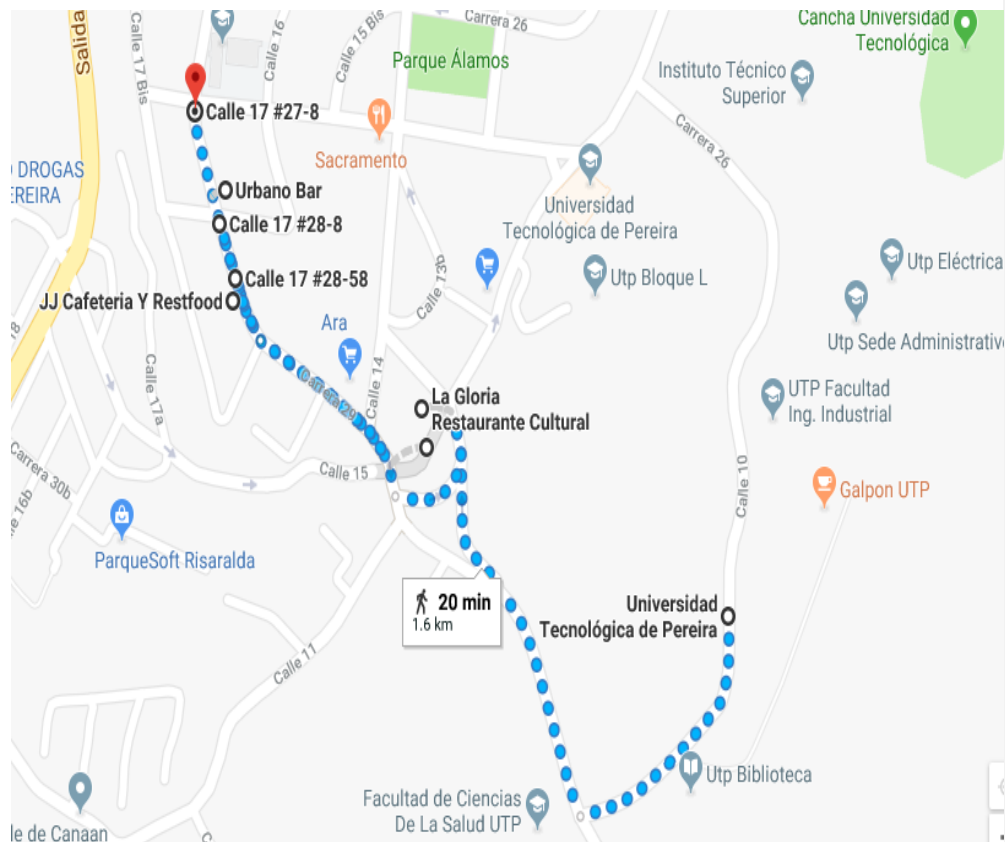 Carrera 26
Cancha Universidad
Tecnológica
Salida
Calle 17 Bis
Calle 16
Calle 15 Bis
Parque Álamos
Instituto Técnico
Superior
Calle 17 #27-8
Carrera 26
Sacramento
DROGAS
EREIRA
Urbano Bar
Universidad
Tecnológica de Pereira
Calle 17 #28-8
Utp Eléctrica
Calle 13b
Utp Bloque L
Calle 17 #28-58
JJ Cafeteria Y Restfood
Ara
Utp Sede Administrativ
Calle 17a
Calle 14
Carrera 29
La Gloria
Restaurante Cultural
UTP Facultad
Ing. Industrial
Calle 15
Carrera 30b
le 16b
Calle 10
Galpon UTP
ParqueSoft Risaralda
20 min
1.6 km
Universidad
Tecnológica de Pereira
Calle 11
Utp Biblioteca
Facultad de Ciencias
De La Salud UTP
le de Canaan